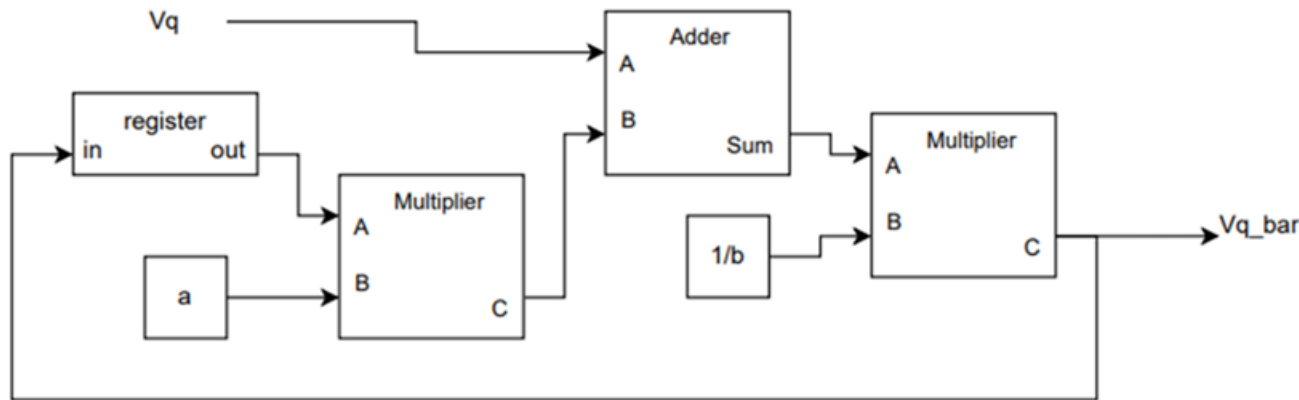 Vq
Adder
A
B
Sum
register
in out
Multiplier
A
B
C
a
Multiplier
A
B
C
1/b
Vq_bar